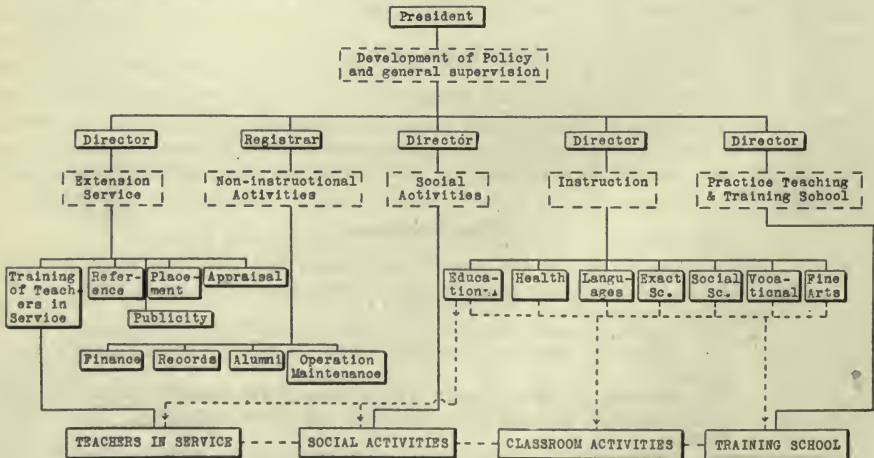 President
Development of Policy
and general supervision
Director
Registrar
Director
Director
Director
Extension
Service
Non-instructional
Activities
Social
Activities
Instruction
Practice Teaching
& Training School
Training
of Teach-
ers in
Service
Refer-
ence
Place-
ment
Appraisal
Publicity
Educa-
tional
Health
Langu-
ages
Exact
Sc.
Social
Sc.
Voca-
tional
Fine
Arts
Finance
Records
Alumni
Operation
Maintenance
TEACHERS IN SERVICE
SOCIAL ACTIVITIES
CLASSROOM ACTIVITIES
TRAINING SCHOOL